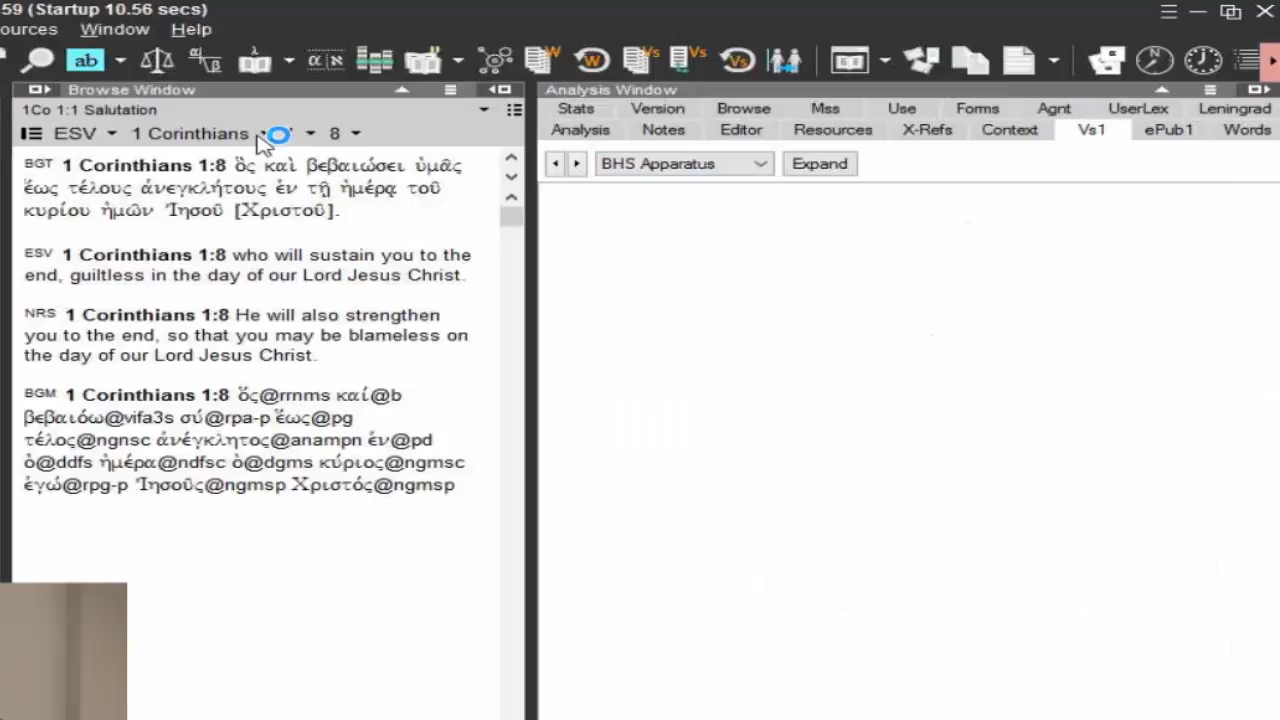 59 (Startup 10.56 secs)
ources Window Help
ab
Browse Window
1Co 1:1 Salutation
ESV 1 Corinthians 8
BGT 1 Corinthians 1:8 ὃς καὶ βεβαιώσει ὑμᾶς
ἕως τέλους ἀνεγκλήτους ἐν τῇ ἡμέρᾳ τοῦ
κυρίου ἡμῶν Ἰησοῦ [Χριστοῦ].
ESV 1 Corinthians 1:8 who will sustain you to the
end, guiltless in the day of our Lord Jesus Christ.
NRS 1 Corinthians 1:8 He will also strengthen
you to the end, so that you may be blameless on
the day of our Lord Jesus Christ.
BGM 1 Corinthians 1:8 ὅς@rrnms καί@b
βεβαιόω@vifa3s σύ@rpa-p ἕως@pg
τέλος@ngnsc ἀνέγκλητος@anampn ἐν@pd
ὁ@ddfs ἡμέρα@ndfsc ὁ@dgms κύριος@ngmsc
ἐγώ@rpg-p Ἰησοῦς@ngmsp Χριστός@ngmsp
Analysis Window
Stats Version Browse Mss Use Forms Agnt UserLex Leningrad
Analysis Notes Editor Resources X-Refs Context Vs1 ePub1 Words
BHS Apparatus Expand